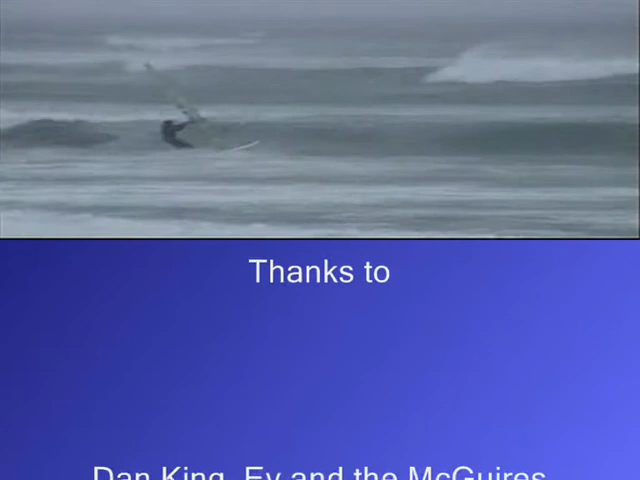 Thanks to
Dan King, Ev and the McGuires